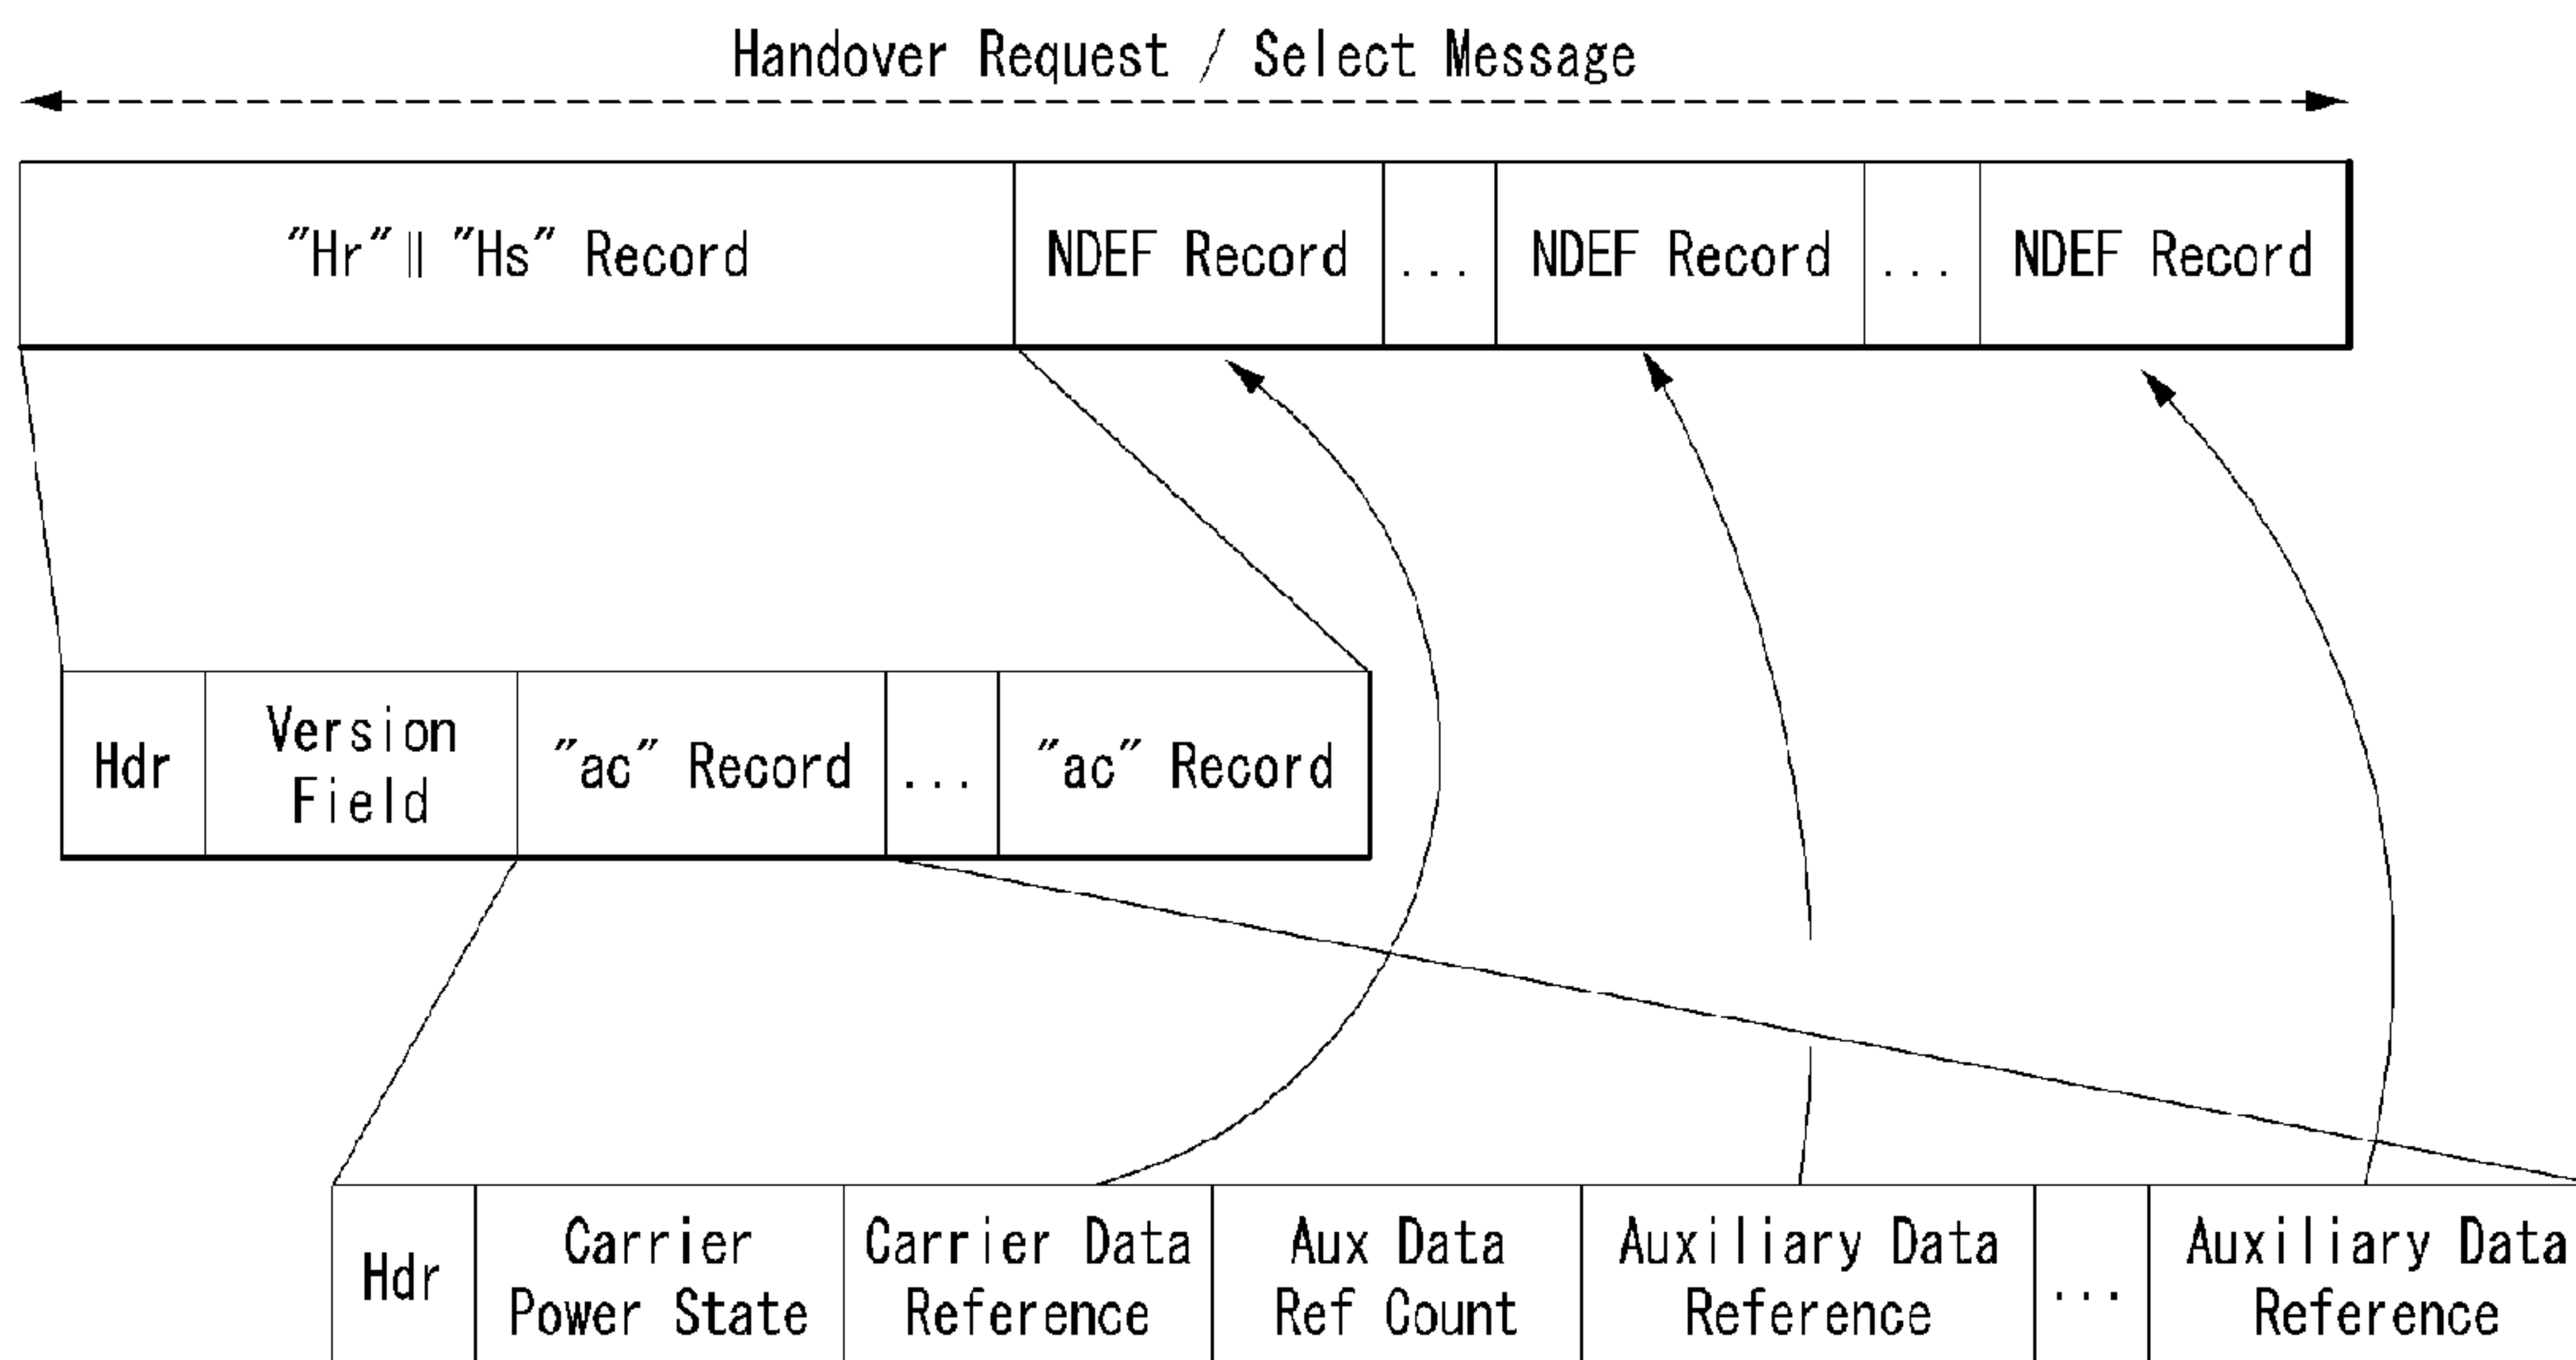 Handover Request / Select Message
"Hr"‖ "Hs" Record NDEF Record ... NDEF Record ... NDEF Record
Hdr
Version
Field
"ac" Record ... "ac" Record
Hdr
Carrier
Power State
Carrier Data
Reference
Aux Data
Ref Count
Auxiliary Data
Reference
...
Auxiliary Data
Reference